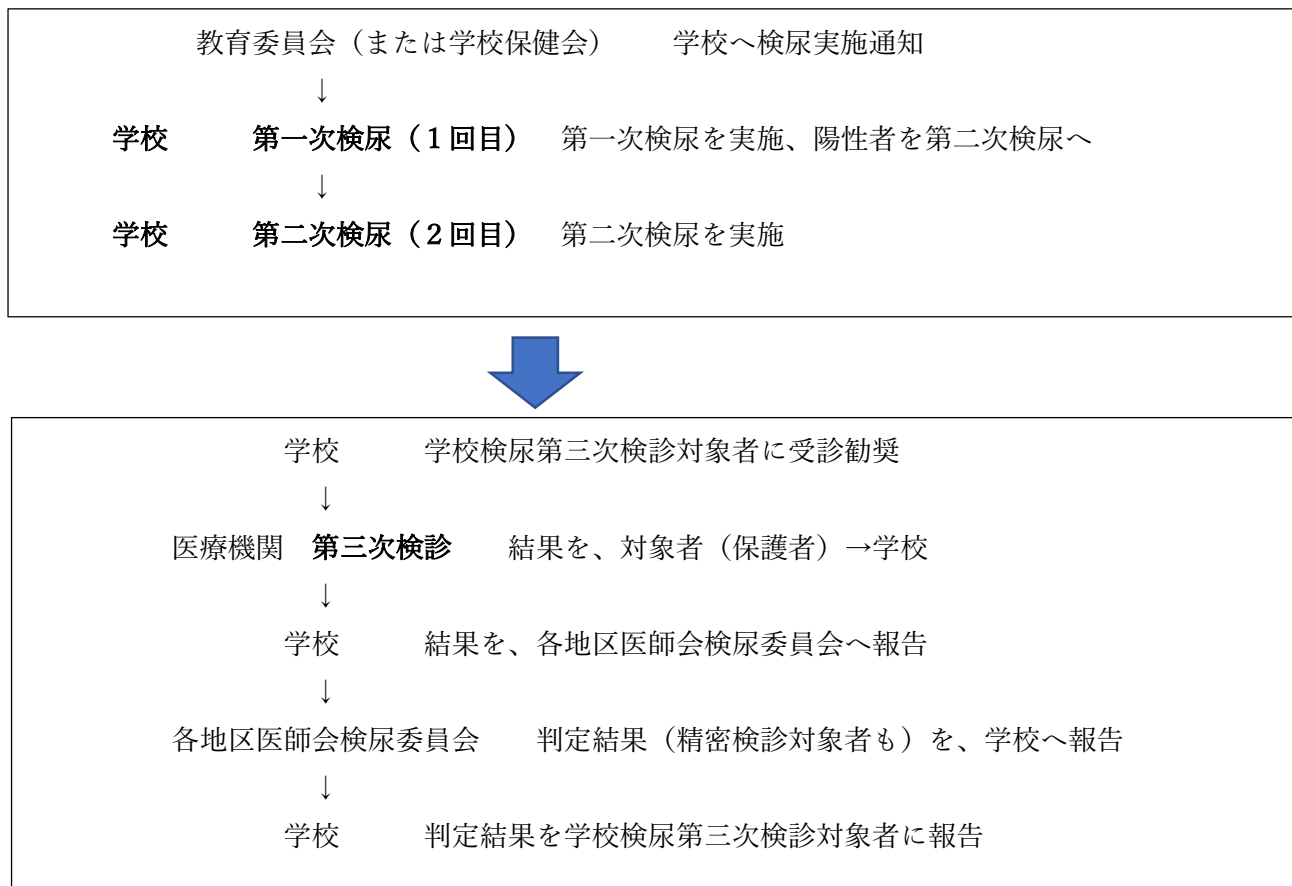 教育委員会（または学校保健会）　　学校へ検尿実施通知
↓
学校　　　第一次検尿（１回目）　第一次検尿を実施、陽性者を第二次検尿へ
↓
学校　　　第二次検尿（２回目）　第二次検尿を実施
学校　　　学校検尿第三次検診対象者に受診勧奨
↓
医療機関　第三次検診　　結果を、対象者（保護者）→学校
↓
学校　　　結果を、各地区医師会検尿委員会へ報告
↓
各地区医師会検尿委員会　　判定結果（精密検診対象者も）を、学校へ報告
↓
学校　　　判定結果を学校検尿第三次検診対象者に報告